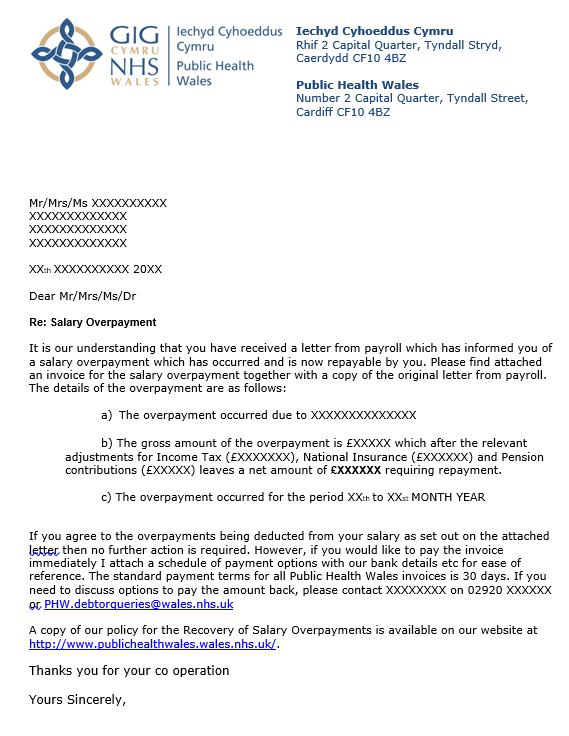 GIG
CYMRU
NHS
WALES
Iechyd Cyhoeddus
Cymru
Public Health
Wales
Iechyd Cyhoeddus Cymru
Rhif 2 Capital Quarter, Tyndall Stryd,
Caerdydd CF10 4BZ
Public Health Wales
Number 2 Capital Quarter, Tyndall Street,
Cardiff CF10 4BZ
Mr/Mrs/Ms XXXXXXXXXX
XXXXXXXXXXXXX
XXXXXXXXXXXXX
XXXXXXXXXXXXX
XXth XXXXXXXXXX 20XX
Dear Mr/Mrs/Ms/Dr
Re: Salary Overpayment
It is our understanding that you have received a letter from payroll which has informed you of
a salary overpayment which has occurred and is now repayable by you. Please find attached
an invoice for the salary overpayment together with a copy of the original letter from payroll.
The details of the overpayment are as follows:
a) The overpayment occurred due to XXXXXXXXXXXXXX
b) The gross amount of the overpayment is £XXXXX which after the relevant
adjustments for Income Tax (£XXXXXXX), National Insurance (£XXXXXX) and Pension
contributions (£XXXXX) leaves a net amount of £XXXXXX requiring repayment.
c) The overpayment occurred for the period XXth to XXst MONTH YEAR
If you agree to the overpayments being deducted from your salary as set out on the attached
letter then no further action is required. However, if you would like to pay the invoice
immediately I attach a schedule of payment options with our bank details etc for ease of
reference. The standard payment terms for all Public Health Wales invoices is 30 days. If you
need to discuss options to pay the amount back, please contact XXXXXXXX on 02920 XXXXXX
or PHW.debtorqueries@wales.nhs.uk
A copy of our policy for the Recovery of Salary Overpayments is available on our website at
http://www.publichealthwales.wales.nhs.uk/.
Thanks you for your co operation
Yours Sincerely,